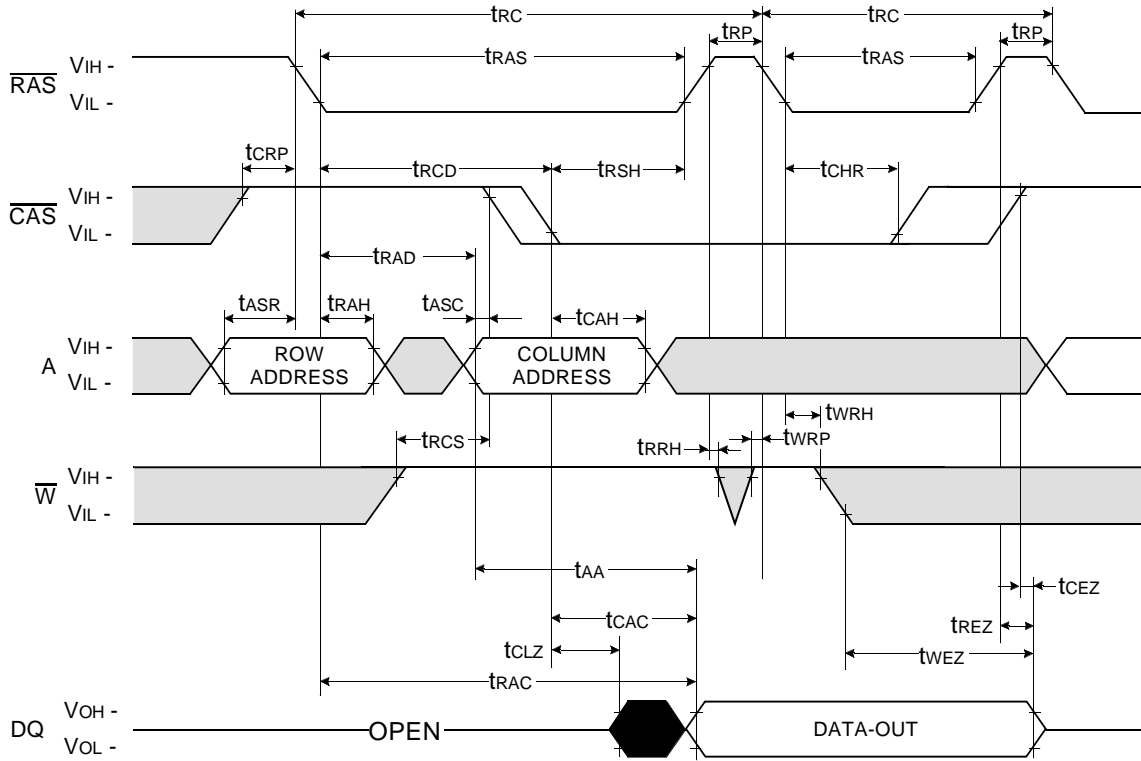 tRC tRC
tRP tRP
tRAS tRAS
RAS VIH -
VIL -
tCRP tRCD tRSH tCHR
CAS VIH -
VIL -
tRAD
tASR tRAH tASC tCAH
A VIH -
VIL -
ROW
ADDRESS
COLUMN
ADDRESS
tWRH
tRCS tRRH tWRP
W VIH -
VIL -
tAA tCEZ
tCAC tREZ
tCLZ tWEZ
tRAC
DQ VOH -
VOL -
OPEN DATA-OUT